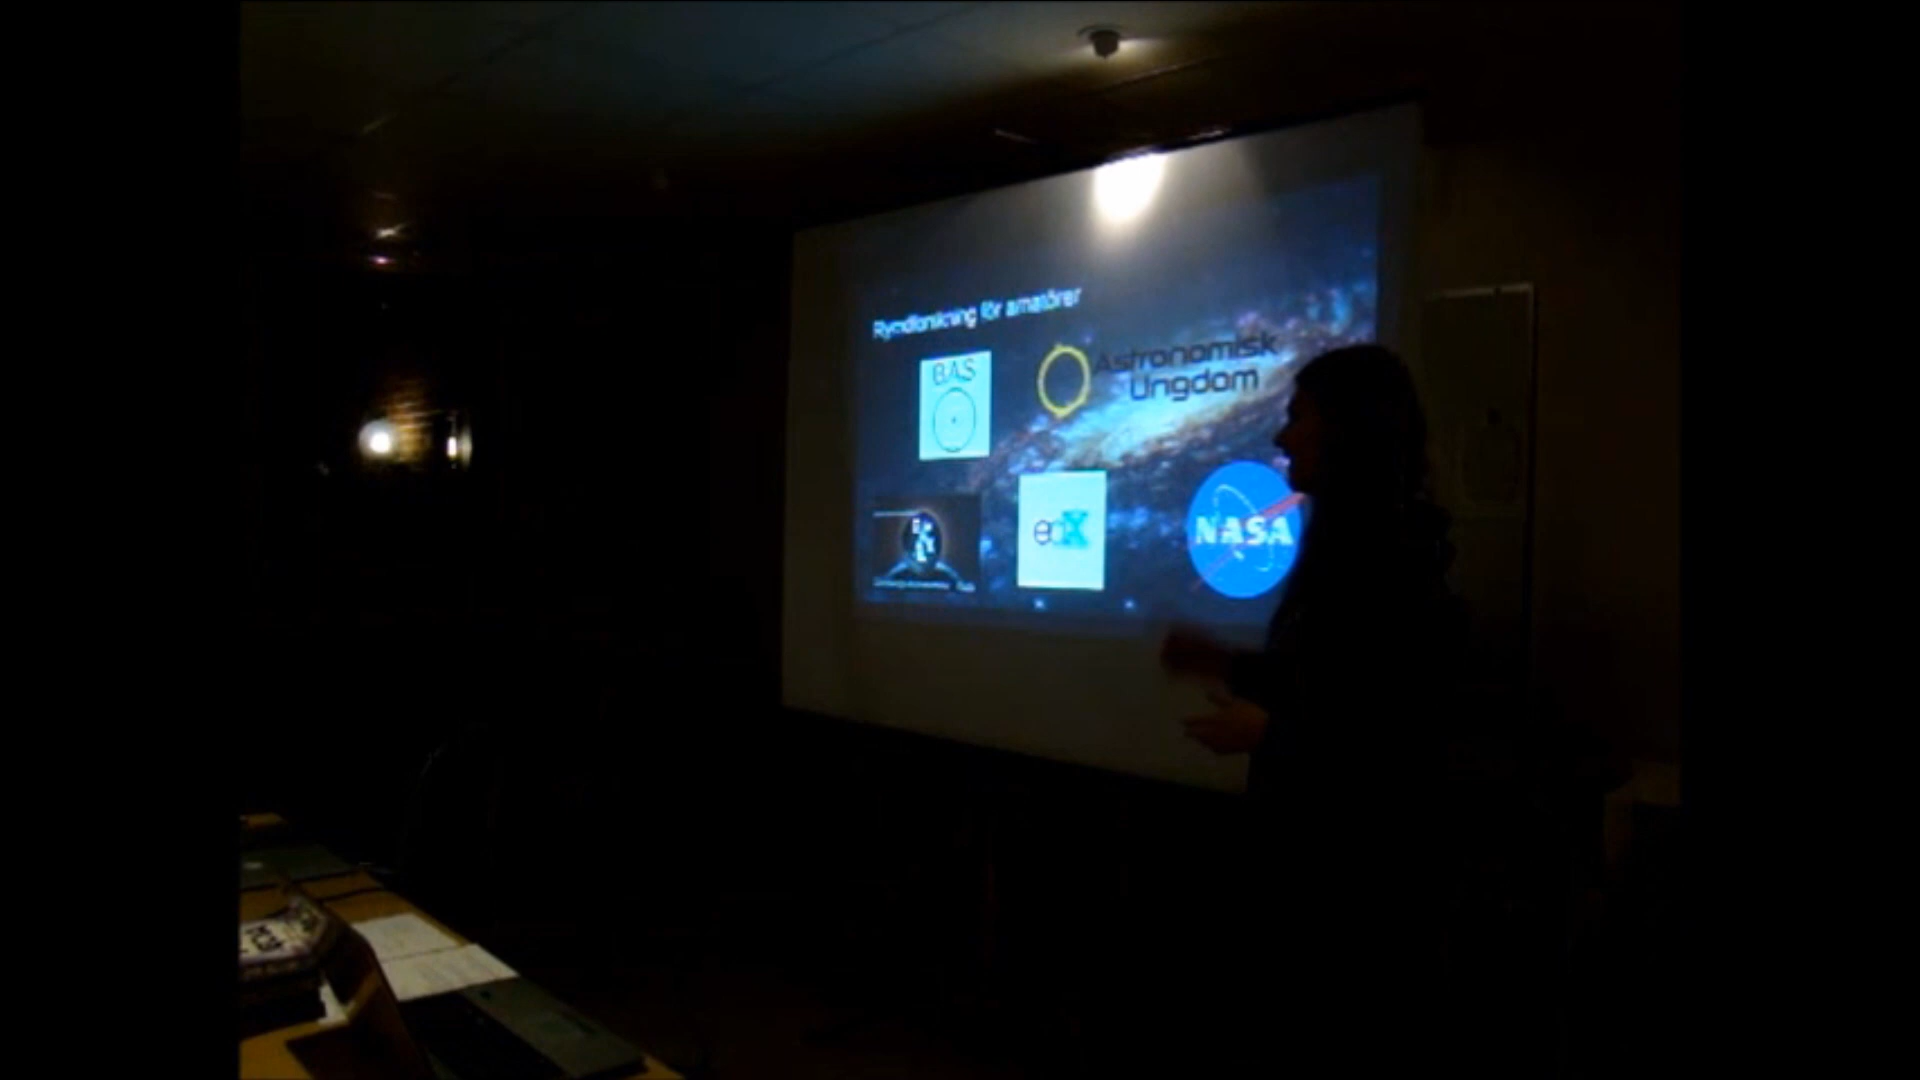 Rymdforskning för amatörer
BAS
Astronomisk
Ungdom
edX
NASA